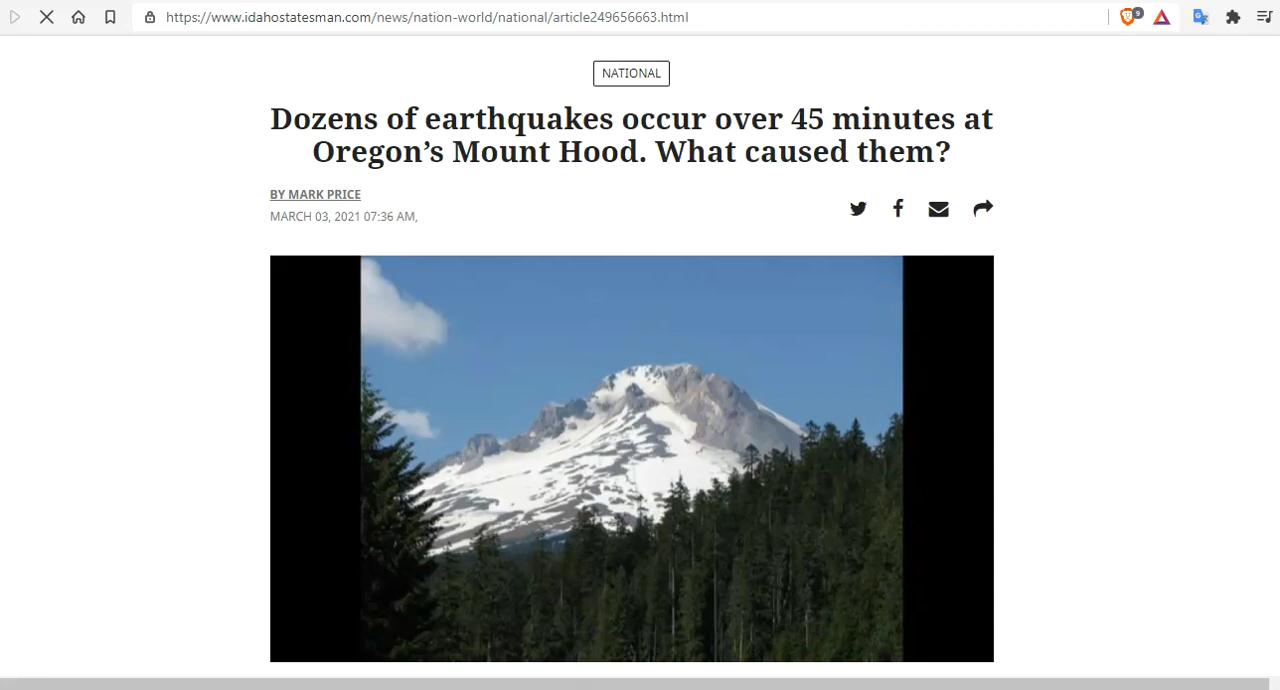 https://www.idahostatesman.com/news/nation-world/national/article249656663.html
9
NATIONAL
Dozens of earthquakes occur over 45 minutes at
Oregon’s Mount Hood. What caused them?
BY MARK PRICE
MARCH 03, 2021 07:36 AM,